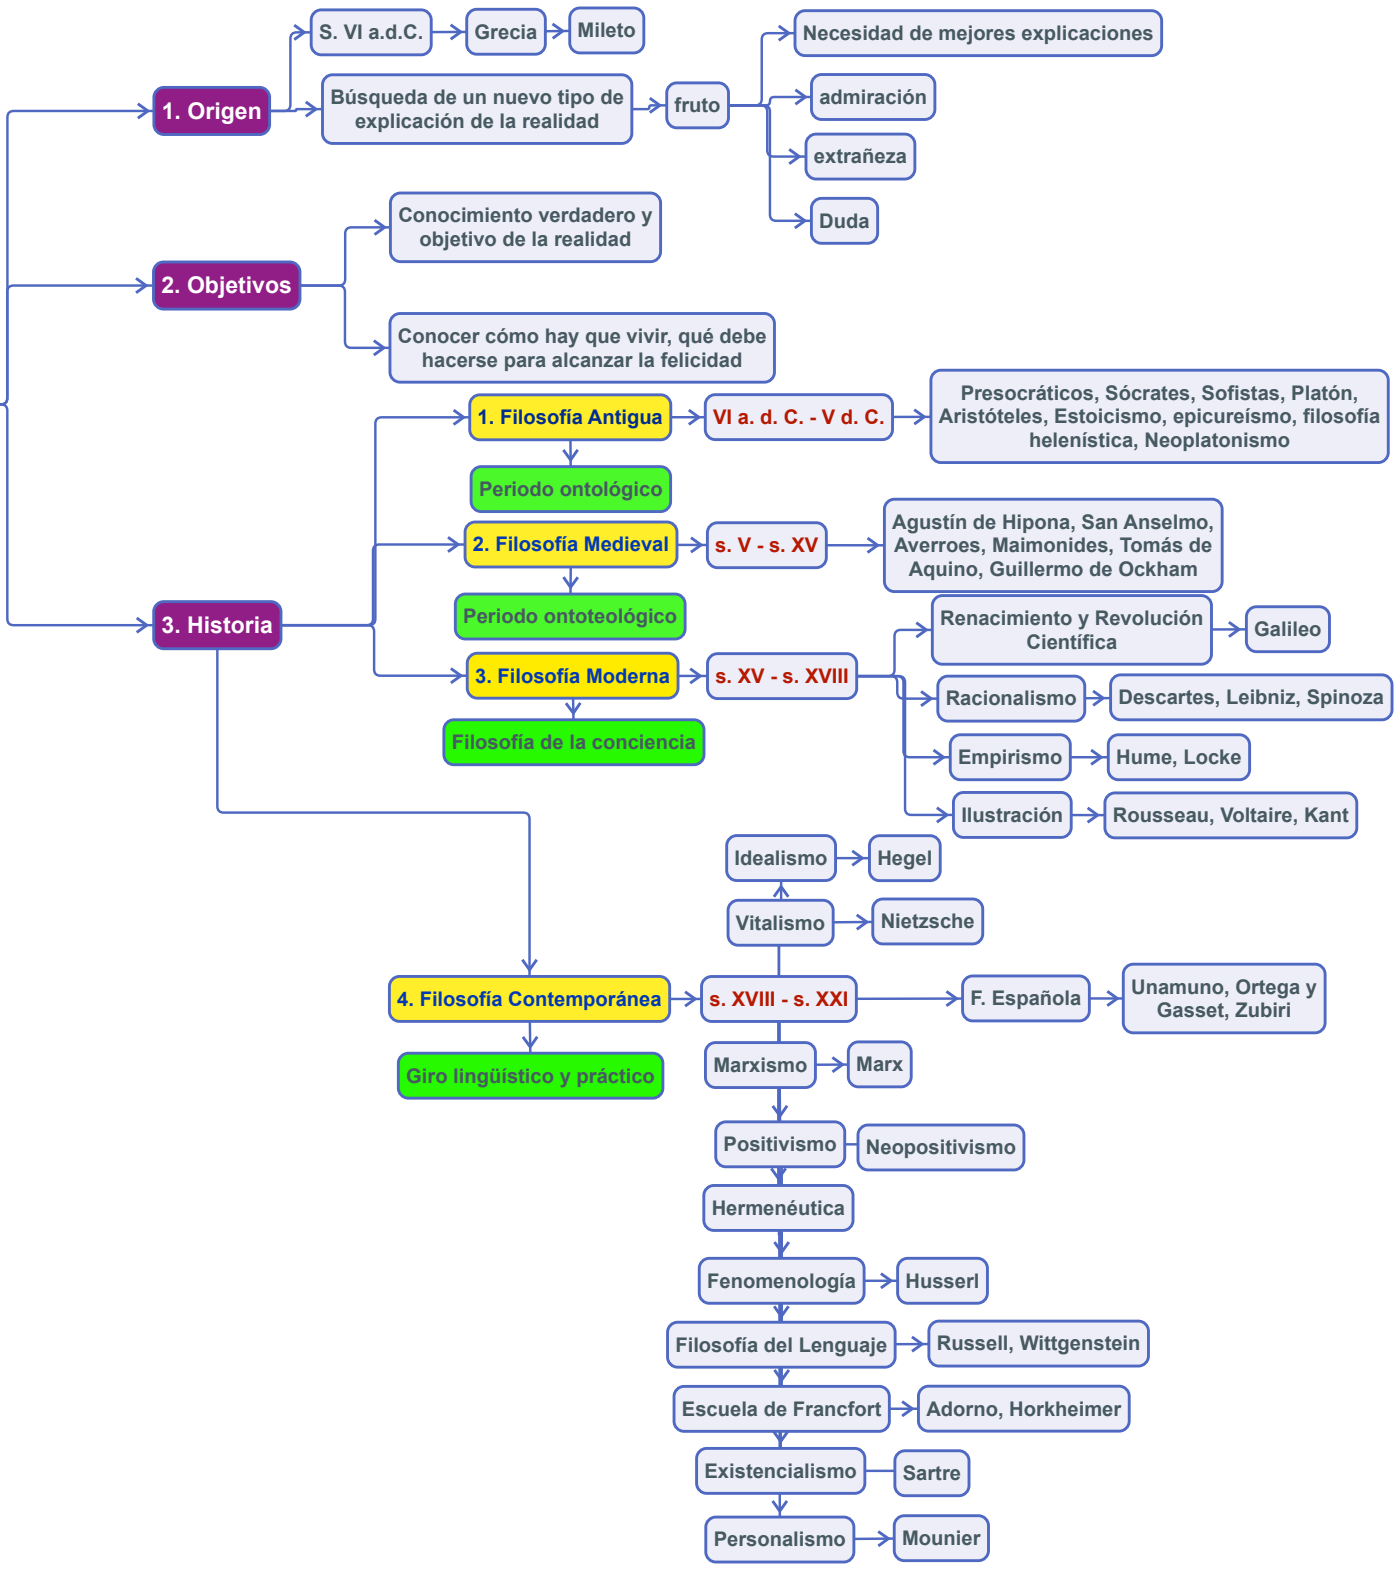 S. VI a.d.C.
Grecia
Mileto
Necesidad de mejores explicaciones
1. Origen
Búsqueda de un nuevo tipo de
explicación de la realidad
fruto
admiración
extrañeza
Duda
2. Objetivos
Conocimiento verdadero y
objetivo de la realidad
Conocer cómo hay que vivir, qué debe
hacerse para alcanzar la felicidad
3. Historia
1. Filosofía Antigua
VI a. d. C. - V d. C.
Presocráticos, Sócrates, Sofistas, Platón,
Aristóteles, Estoicismo, epicureísmo, filosofía
helenística, Neoplatonismo
Periodo ontológico
2. Filosofía Medieval
s. V - s. XV
Agustín de Hipona, San Anselmo,
Averroes, Maimonides, Tomás de
Aquino, Guillermo de Ockham
Periodo ontoteológico
3. Filosofía Moderna
s. XV - s. XVIII
Renacimiento y Revolución
Científica
Galileo
Racionalismo
Descartes, Leibniz, Spinoza
Filosofía de la conciencia
Empirismo
Hume, Locke
Ilustración
Rousseau, Voltaire, Kant
Idealismo
Hegel
Vitalismo
Nietzsche
4. Filosofía Contemporánea
s. XVIII - s. XXI
F. Española
Unamuno, Ortega y
Gasset, Zubiri
Giro lingüístico y práctico
Marxismo
Marx
Positivismo
Neopositivismo
Hermenéutica
Fenomenología
Husserl
Filosofía del Lenguaje
Russell, Wittgenstein
Escuela de Francfort
Adorno, Horkheimer
Existencialismo
Sartre
Personalismo
Mounier